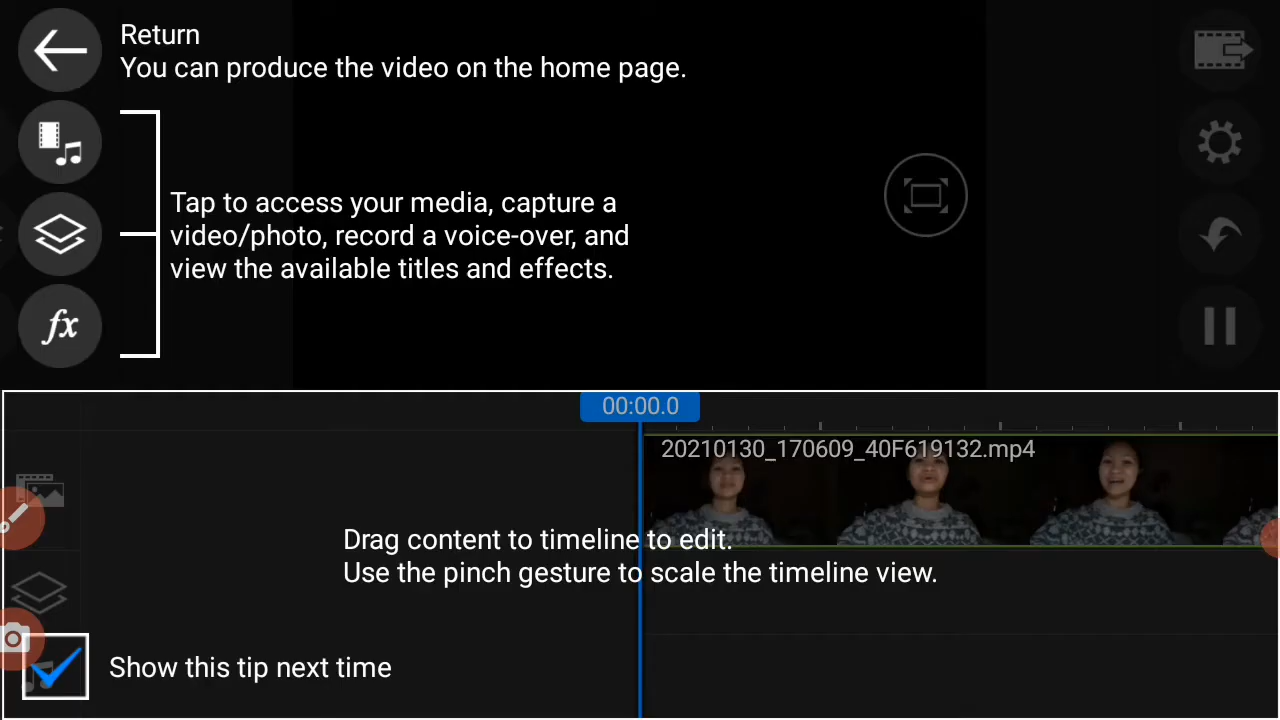 Return
You can produce the video on the home page.
Tap to access your media, capture a
video/photo, record a voice-over, and
view the available titles and effects.
fx
00:00.0
20210130_170609_40F619132.mp4
Drag content to timeline to edit.
Use the pinch gesture to scale the timeline view.
Show this tip next time